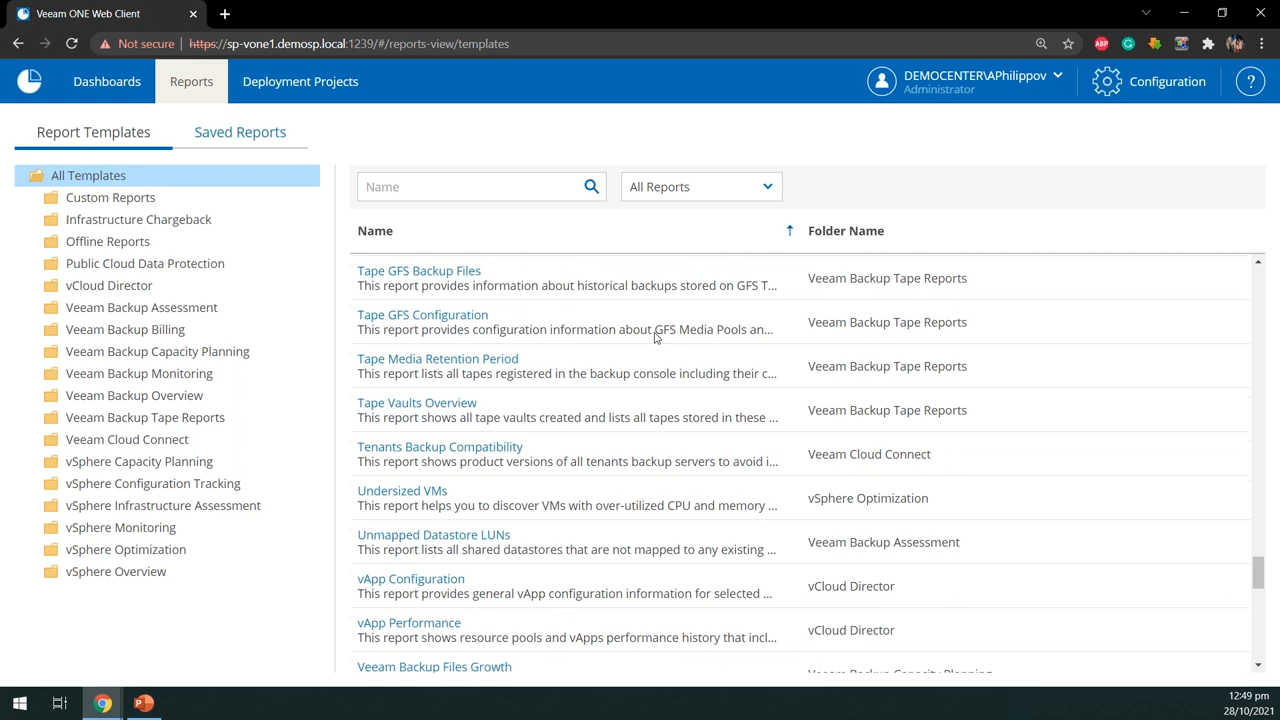 Veeam ONE Web Client
Not secure | https://sp-vone1.demosp.local:1239/#/reports-view/templates
ABP
Dashboards
Reports
Deployment Projects
DEMOCENTER\APhilippov
Administrator
Configuration
?
Report Templates
Saved Reports
All Templates
Custom Reports
Infrastructure Chargeback
Offline Reports
Public Cloud Data Protection
vCloud Director
Veeam Backup Assessment
Veeam Backup Billing
Veeam Backup Capacity Planning
Veeam Backup Monitoring
Veeam Backup Overview
Veeam Backup Tape Reports
Veeam Cloud Connect
vSphere Capacity Planning
vSphere Configuration Tracking
vSphere Infrastructure Assessment
vSphere Monitoring
vSphere Optimization
vSphere Overview
Name
All Reports
Name
Folder Name
Tape GFS Backup Files
This report provides information about historical backups stored on GFS T...
Veeam Backup Tape Reports
Tape GFS Configuration
This report provides configuration information about GFS Media Pools an...
Veeam Backup Tape Reports
Tape Media Retention Period
This report lists all tapes registered in the backup console including their c...
Veeam Backup Tape Reports
Tape Vaults Overview
This report shows all tape vaults created and lists all tapes stored in these ...
Veeam Backup Tape Reports
Tenants Backup Compatibility
This report shows product versions of all tenants backup servers to avoid i...
Veeam Cloud Connect
Undersized VMs
This report helps you to discover VMs with over-utilized CPU and memory ...
vSphere Optimization
Unmapped Datastore LUNs
This report lists all shared datastores that are not mapped to any existing ...
Veeam Backup Assessment
vApp Configuration
This report provides general vApp configuration information for selected ...
vCloud Director
vApp Performance
This report shows resource pools and vApps performance history that incl...
vCloud Director
Veeam Backup Files Growth
Veeam Backup Capacity Planning
12:49 pm
28/10/2021